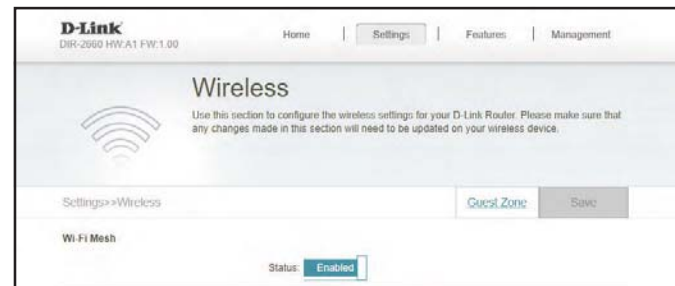 D-Link
DIR-2660 HW:A1 FW:1.00
Home | Settings | Features | Management
Wireless
Use this section to configure the wireless settings for your D-Link Router. Please make sure that
any changes made in this section will need to be updated on your wireless device.
Settings>>Wireless
Guest Zone
Save
Wi-Fi Mesh
Status: Enabled